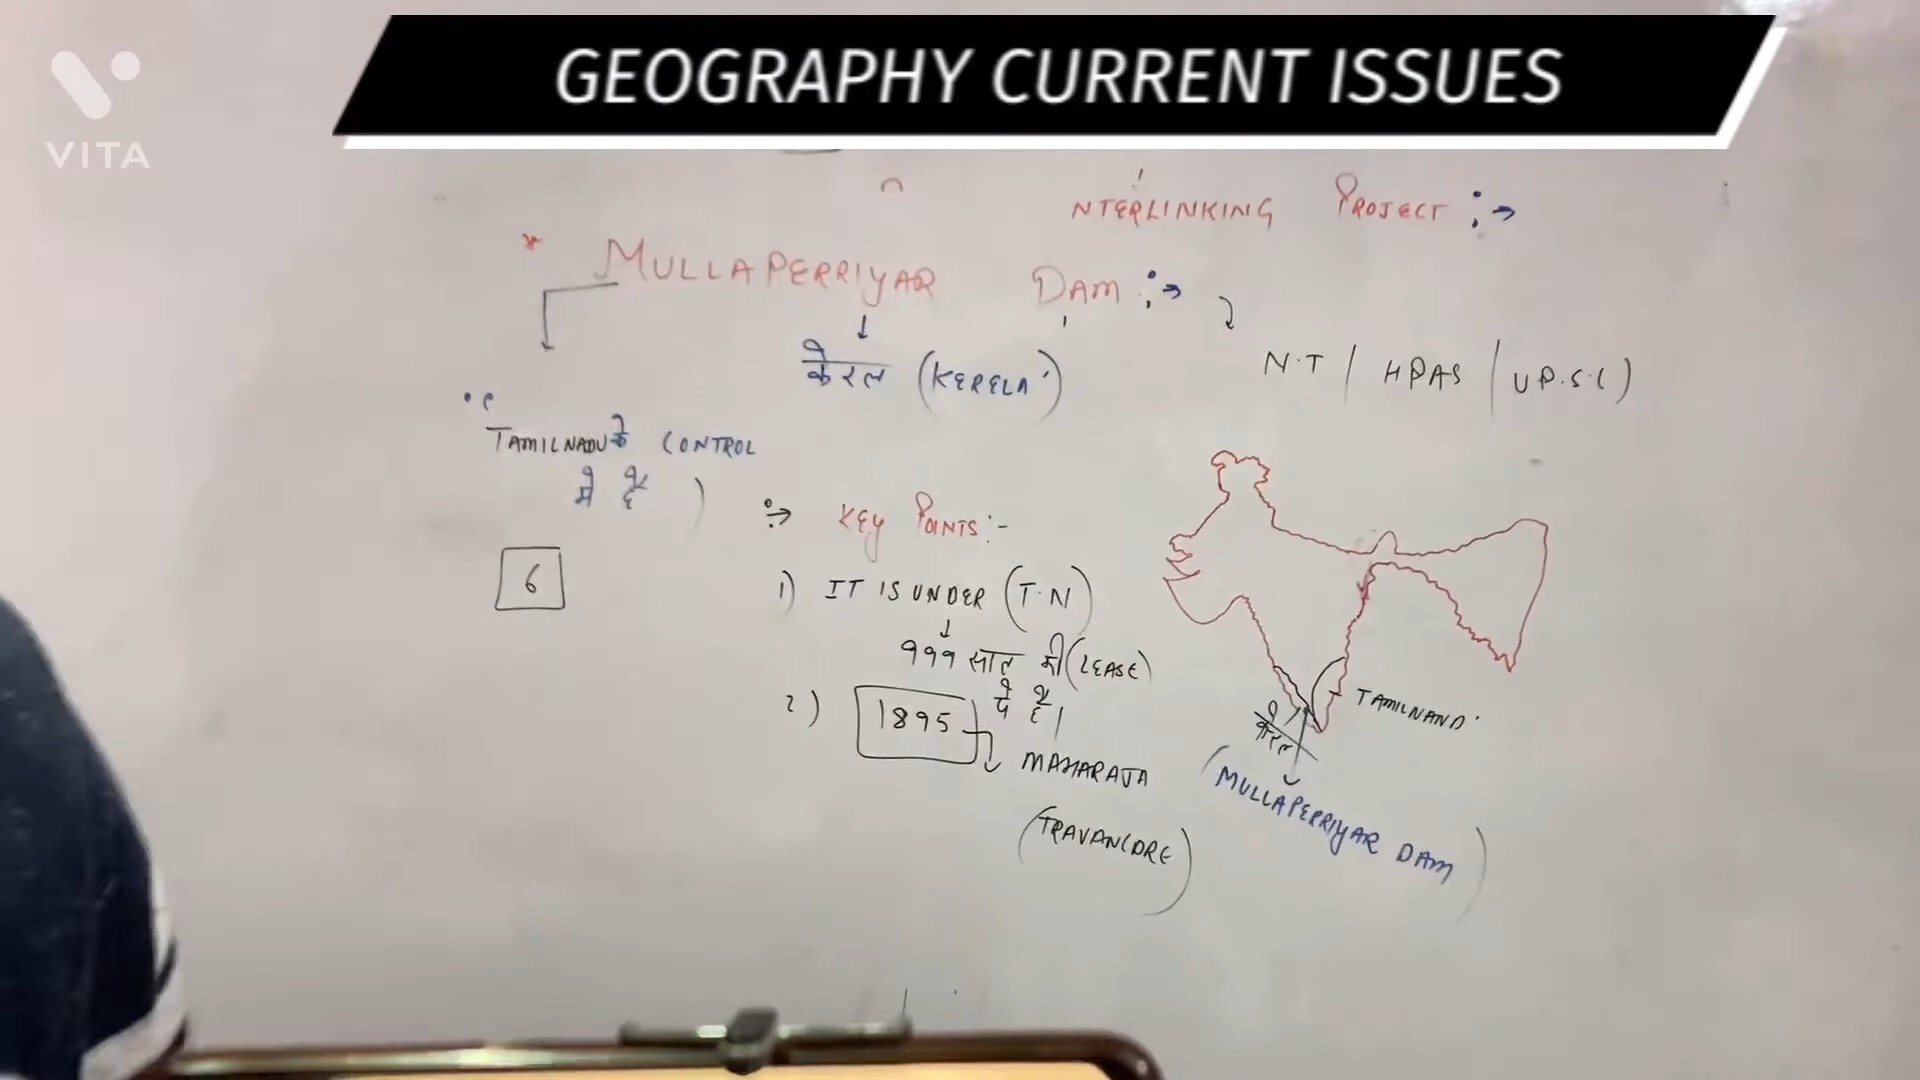 GEOGRAPHY CURRENT ISSUES
VITA
NTERLINKING PROJECT :→
* MULLAPERRIYAR DAM :→
केरल (KERELA)
N.T / HPAS / U.P.S.C)
TAMILNADU के CONTROL
में है )
:→ KEY POINTS:-
6
1) IT IS UNDER (T.N)
999 साल की (LEASE)
पे है।
2) 1895
MAHARAJA
(TRAVANCORE)
TAMILNAND
केरल
(MULLAPERRIYAR DAM)